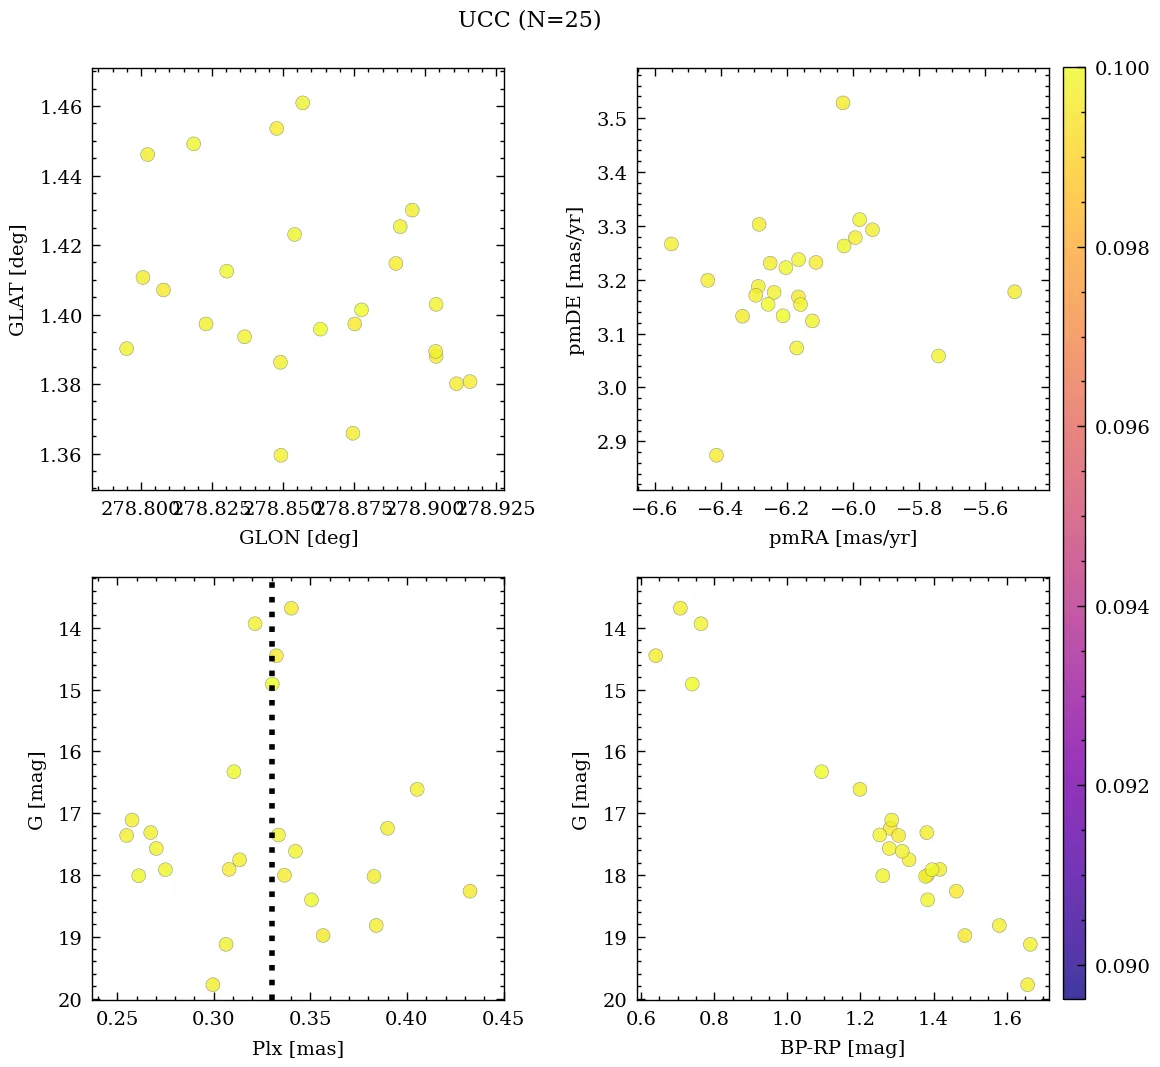 UCC (N=25)
1.46
1.44
1.42
1.40
1.38
1.36
GLAT [deg]
278.800 278.825 278.850 278.875 278.900 278.925
GLON [deg]
3.5
3.4
3.3
3.2
3.1
3.0
2.9
pmDE [mas/yr]
−6.6 −6.4 −6.2 −6.0 −5.8 −5.6
pmRA [mas/yr]
14
15
16
17
18
19
20
G [mag]
0.25 0.30 0.35 0.40 0.45
Plx [mas]
14
15
16
17
18
19
20
G [mag]
0.6 0.8 1.0 1.2 1.4 1.6
BP-RP [mag]
0.100
0.098
0.096
0.094
0.092
0.090